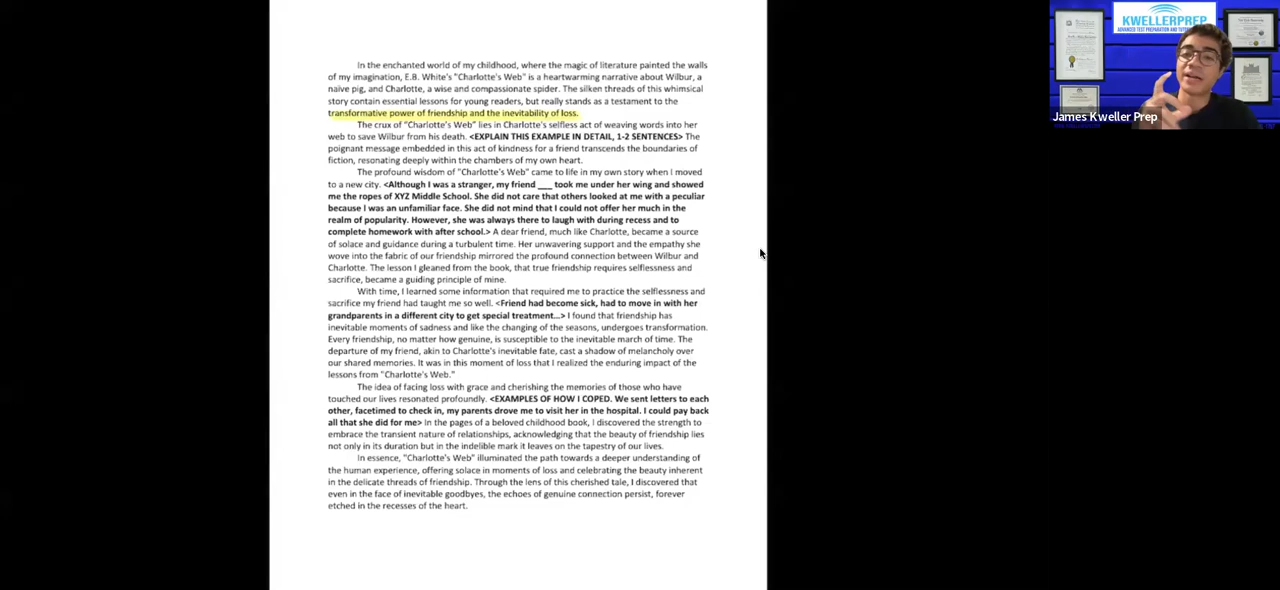 In the enchanted world of my childhood, where the magic of literature painted the walls
of my imagination, E.B. White's "Charlotte's Web" is a heartwarming narrative about Wilbur, a
naive pig, and Charlotte, a wise and compassionate spider. The silken threads of this whimsical
story contain essential lessons for young readers, but really stands as a testament to the
transformative power of friendship and the inevitability of loss.
The crux of "Charlotte's Web" lies in Charlotte's selfless act of weaving words into her
web to save Wilbur from his death. <EXPLAIN THIS EXAMPLE IN DETAIL, 1-2 SENTENCES> The
poignant message embedded in this act of kindness for a friend transcends the boundaries of
fiction, resonating deeply within the chambers of my own heart.
The profound wisdom of "Charlotte's Web" came to life in my own story when I moved
to a new city. <Although I was a stranger, my friend ___ took me under her wing and showed
me the ropes of XYZ Middle School. She did not care that others looked at me with a peculiar
because I was an unfamiliar face. She did not mind that I could not offer her much in the
realm of popularity. However, she was always there to laugh with during recess and to
complete homework with after school.> A dear friend, much like Charlotte, became a source
of solace and guidance during a turbulent time. Her unwavering support and the empathy she
wove into the fabric of our friendship mirrored the profound connection between Wilbur and
Charlotte. The lesson I gleaned from the book, that true friendship requires selflessness and
sacrifice, became a guiding principle of mine.
With time, I learned some information that required me to practice the selflessness and
sacrifice my friend had taught me so well. <Friend had become sick, had to move in with her
grandparents in a different city to get special treatment...> I found that friendship has
inevitable moments of sadness and like the changing of the seasons, undergoes transformation.
Every friendship, no matter how genuine, is susceptible to the inevitable march of time. The
departure of my friend, akin to Charlotte's inevitable fate, cast a shadow of melancholy over
our shared memories. It was in this moment of loss that I realized the enduring impact of the
lessons from "Charlotte's Web."
The idea of facing loss with grace and cherishing the memories of those who have
touched our lives resonated profoundly. <EXAMPLES OF HOW I COPED. We sent letters to each
other, facetimed to check in, my parents drove me to visit her in the hospital. I could pay back
all that she did for me> In the pages of a beloved childhood book, I discovered the strength to
embrace the transient nature of relationships, acknowledging that the beauty of friendship lies
not only in its duration but in the indelible mark it leaves on the tapestry of our lives.
In essence, "Charlotte's Web" illuminated the path towards a deeper understanding of
the human experience, offering solace in moments of loss and celebrating the beauty inherent
in the delicate threads of friendship. Through the lens of this cherished tale, I discovered that
even in the face of inevitable goodbyes, the echoes of genuine connection persist, forever
etched in the recesses of the heart.
KWELLERPREP
ADVANCED TEST PREPARATION AND
James Kweller Prep